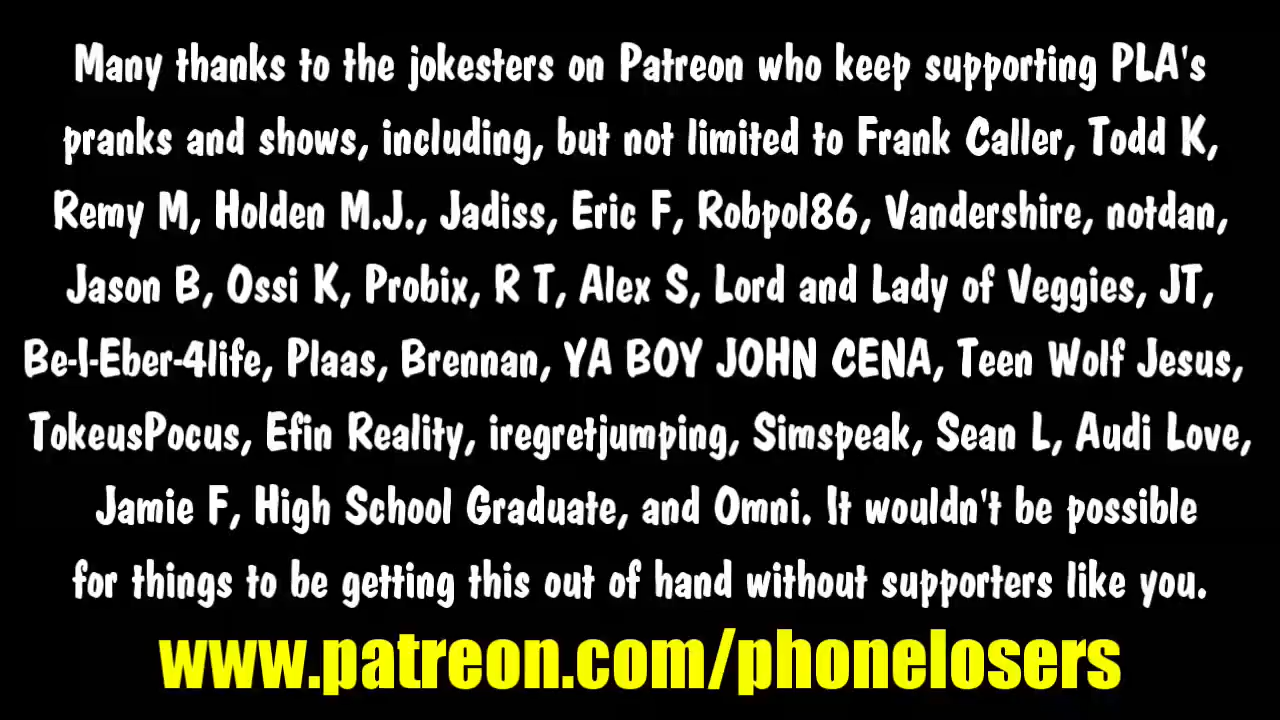 Many thanks to the jokesters on Patreon who keep supporting PLA's
pranks and shows, including, but not limited to Frank Caller, Todd K,
Remy M, Holden M.J., Jadiss, Eric F, Robpol86, Vandershire, notdan,
Jason B, Ossi K, Probix, R T, Alex S, Lord and Lady of Veggies, JT,
Be-l-Eber-4life, Plaas, Brennan, YA BOY JOHN CENA, Teen Wolf Jesus,
TokeusPocus, Efin Reality, iregretjumping, Simspeak, Sean L, Audi Love,
Jamie F, High School Graduate, and Omni. It wouldn't be possible
for things to be getting this out of hand without supporters like you.
www.patreon.com/phonelosers